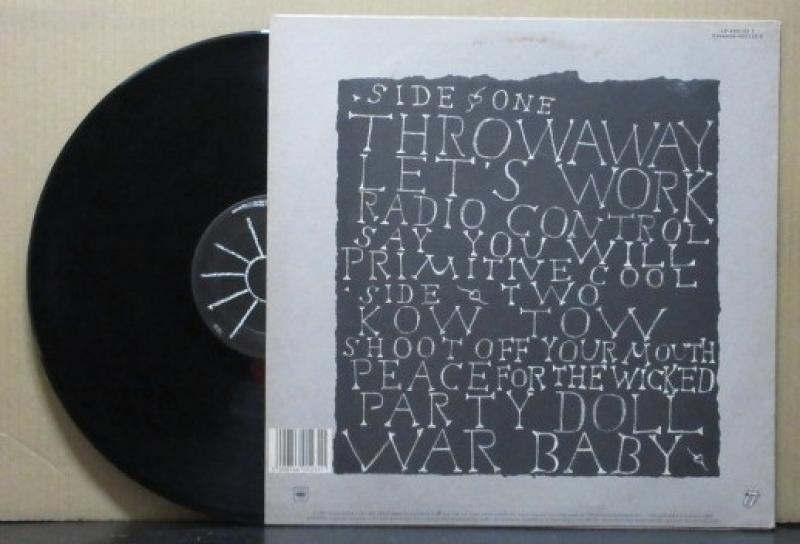 SIDE ONE
THROWAWAY
LET'S WORK
RADIO CONTROL
SAY YOU WILL
PRIMITIVE COOL
SIDE TWO
KOW TOW
SHOOT OFF YOUR MOUTH
PEACE FOR THE WICKED
PARTY DOLL
WAR BABY